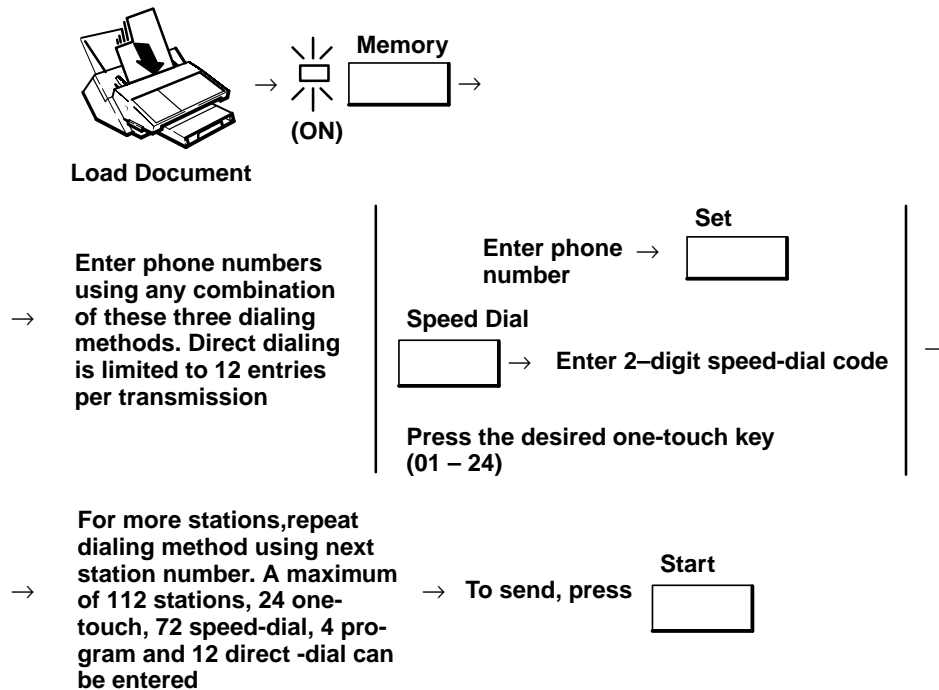 Memory
→
→
(ON)
Load Document
Set
Enter phone →
number
Enter phone numbers
using any combination
→ of these three dialing
methods. Direct dialing
is limited to 12 entries
per transmission
Speed Dial
→ Enter 2–digit speed-dial code
Press the desired one-touch key
(01 – 24)
For more stations,repeat
dialing method using next
station number. A maximum
→ of 112 stations, 24 one-
touch, 72 speed-dial, 4 pro-
gram and 12 direct -dial can
be entered
→ To send, press
Start